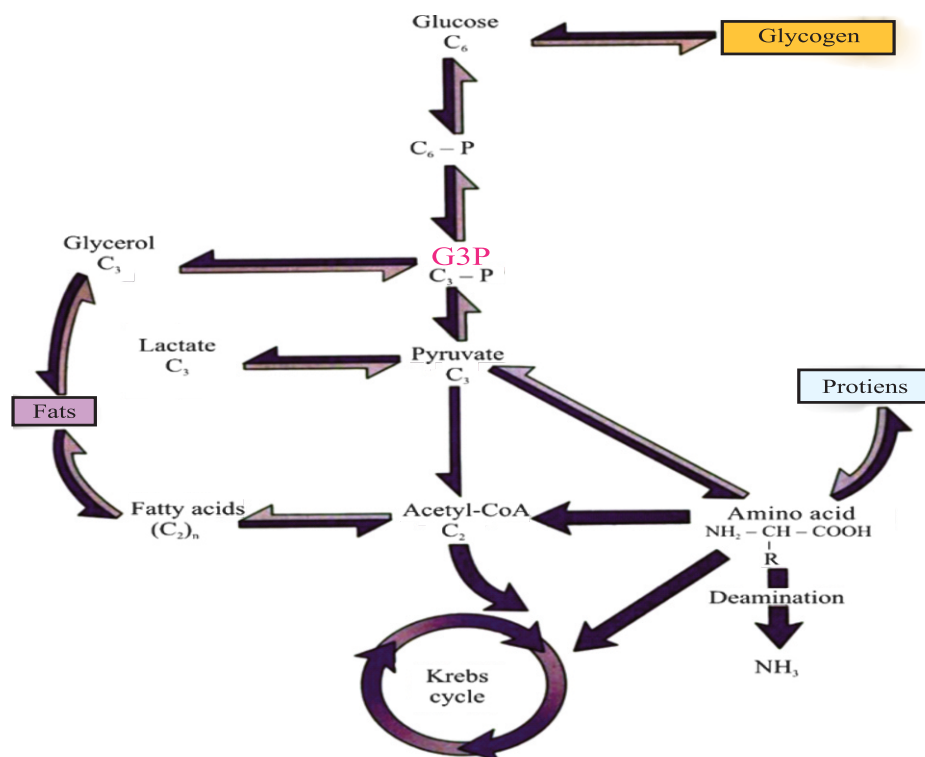 Glucose
C₆
Glycogen
C₆ – P
Glycerol
C₃
G3P
C₃ – P
Lactate
C₃
Pyruvate
C₃
Protiens
Fats
Fatty acids
(C₂)ₙ
Acetyl-CoA
C₂
Amino acid
NH₂ – CH – COOH
R
Deamination
NH₃
Krebs
cycle